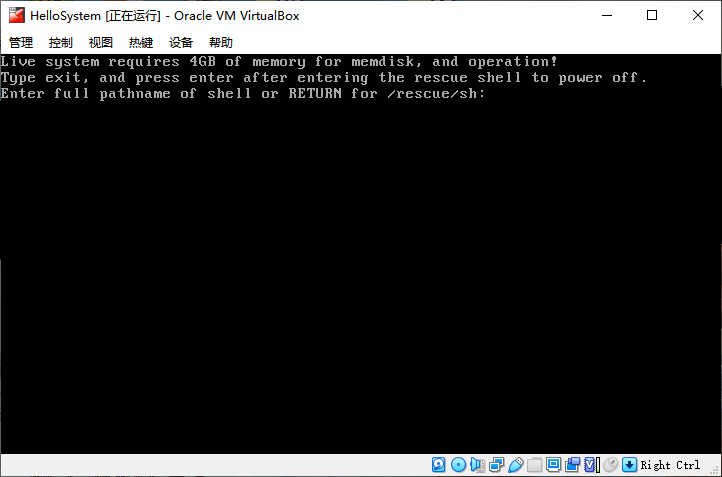 HelloSystem [正在运行] - Oracle VM VirtualBox
管理 控制 视图 热键 设备 帮助
Live system requires 4GB of memory for memdisk, and operation!
Type exit, and press enter after entering the rescue shell to power off.
Enter full pathname of shell or RETURN for /rescue/sh:
Right Ctrl